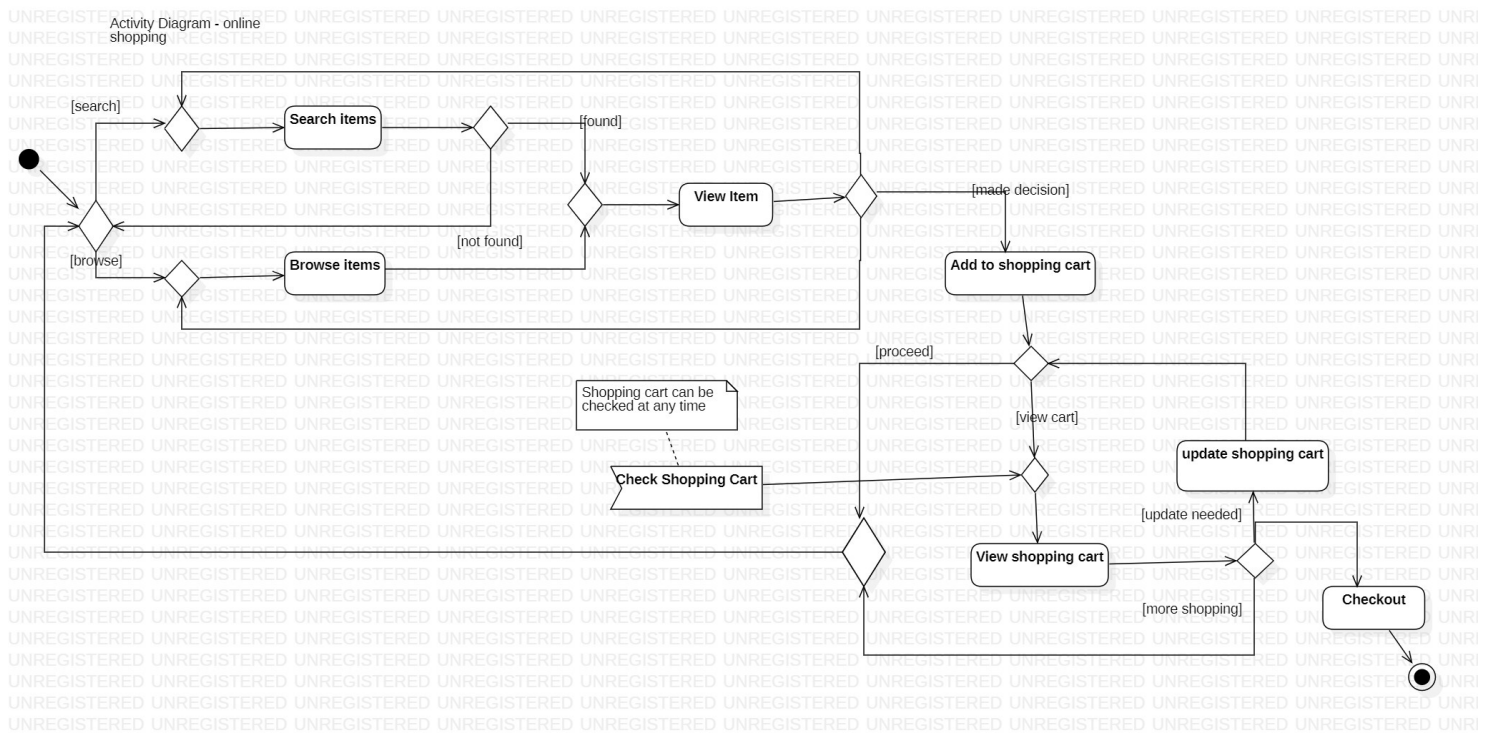 Activity Diagram - online
shopping
[search]
Search items
[found]
View Item
[made decision]
[not found]
[browse]
Browse items
Add to shopping cart
[proceed]
Shopping cart can be
checked at any time
[view cart]
update shopping cart
Check Shopping Cart
[update needed]
View shopping cart
Checkout
[more shopping]
UNREGISTERED